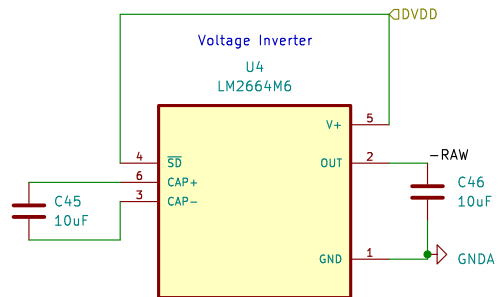 DVDD
Voltage Inverter
U4
LM2664M6
V+
5
4
SD
OUT
2
-RAW
6
CAP+
3
CAP-
C45
10uF
C46
10uF
GND
1
GNDA